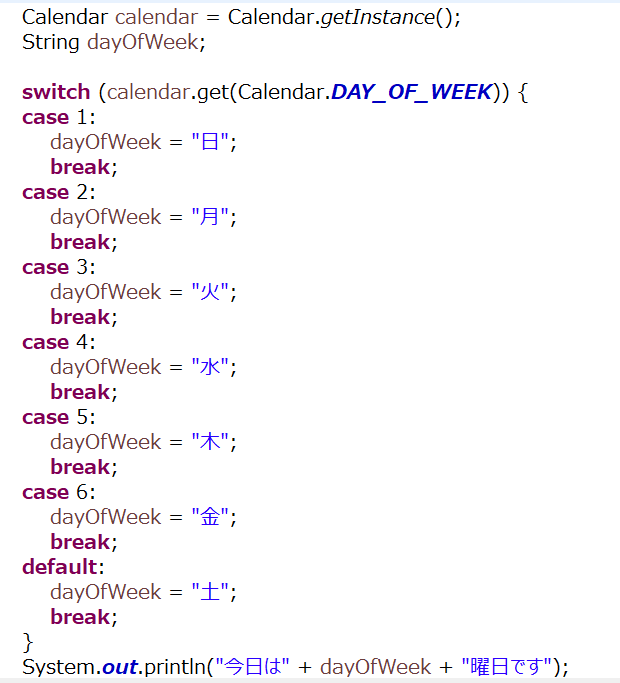 Calendar calendar = Calendar.getInstance();
String dayOfWeek;
switch (calendar.get(Calendar.DAY_OF_WEEK)) {
case 1:
dayOfWeek = "日";
break;
case 2:
dayOfWeek = "月";
break;
case 3:
dayOfWeek = "火";
break;
case 4:
dayOfWeek = "水";
break;
case 5:
dayOfWeek = "木";
break;
case 6:
dayOfWeek = "金";
break;
default:
dayOfWeek = "土";
break;
}
System.out.println("今日は" + dayOfWeek + "曜日です");